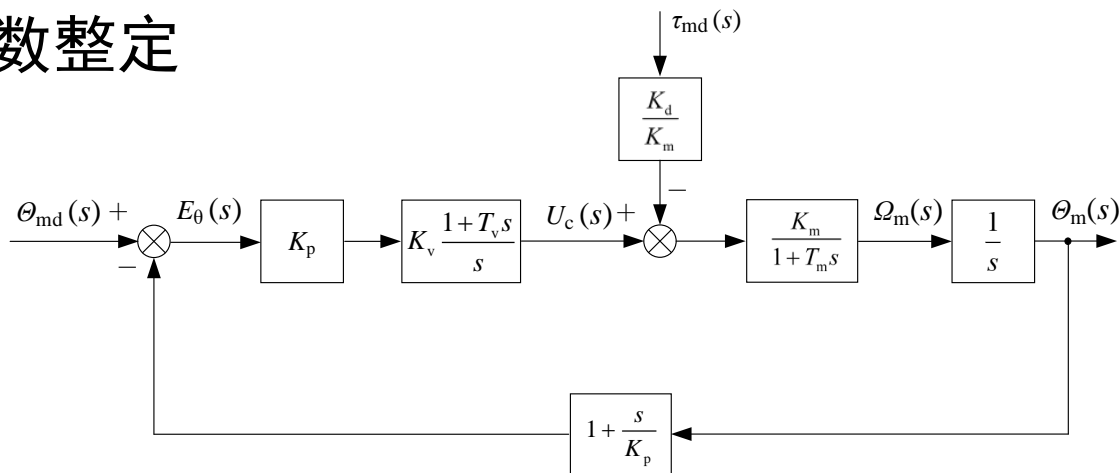 数整定
τmd(s)
Kd
Km
−
Θmd(s) +
Eθ(s)
Kp
Kv (1+Tvs)/s
Uc(s) +
Km
1+Tms
Ωm(s)
1
s
Θm(s)
−
1 + s/Kp